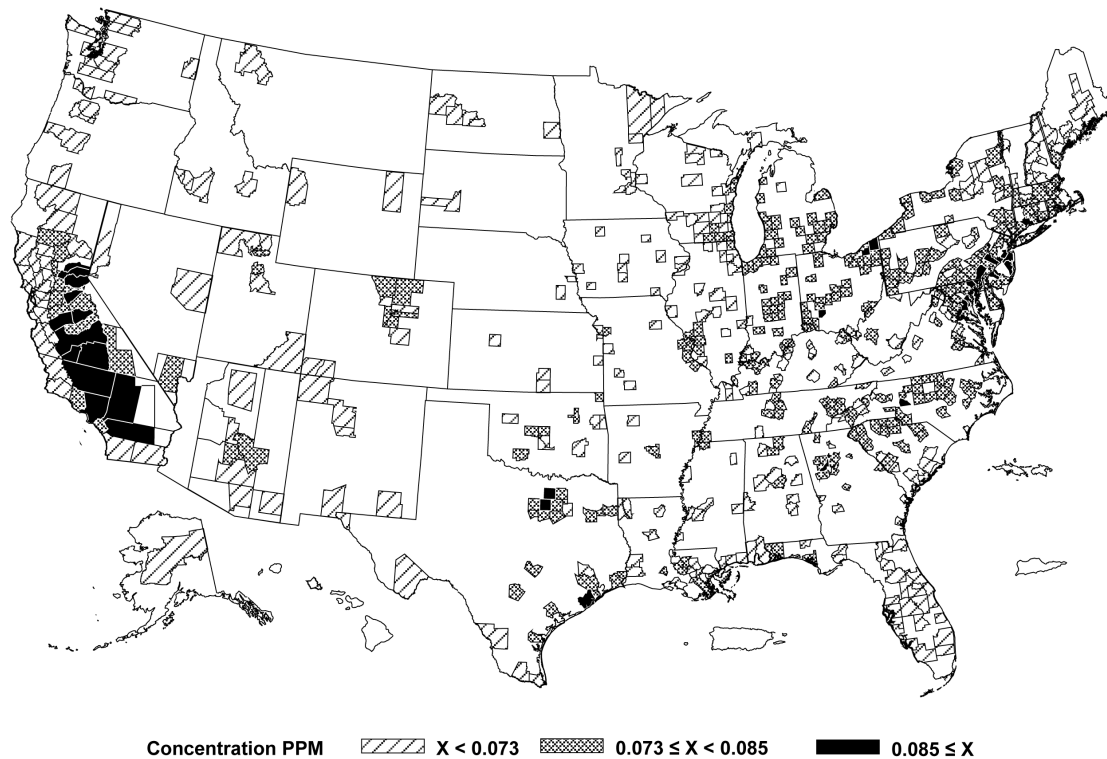 Concentration PPM X < 0.073 0.073 ≤ X < 0.085 0.085 ≤ X